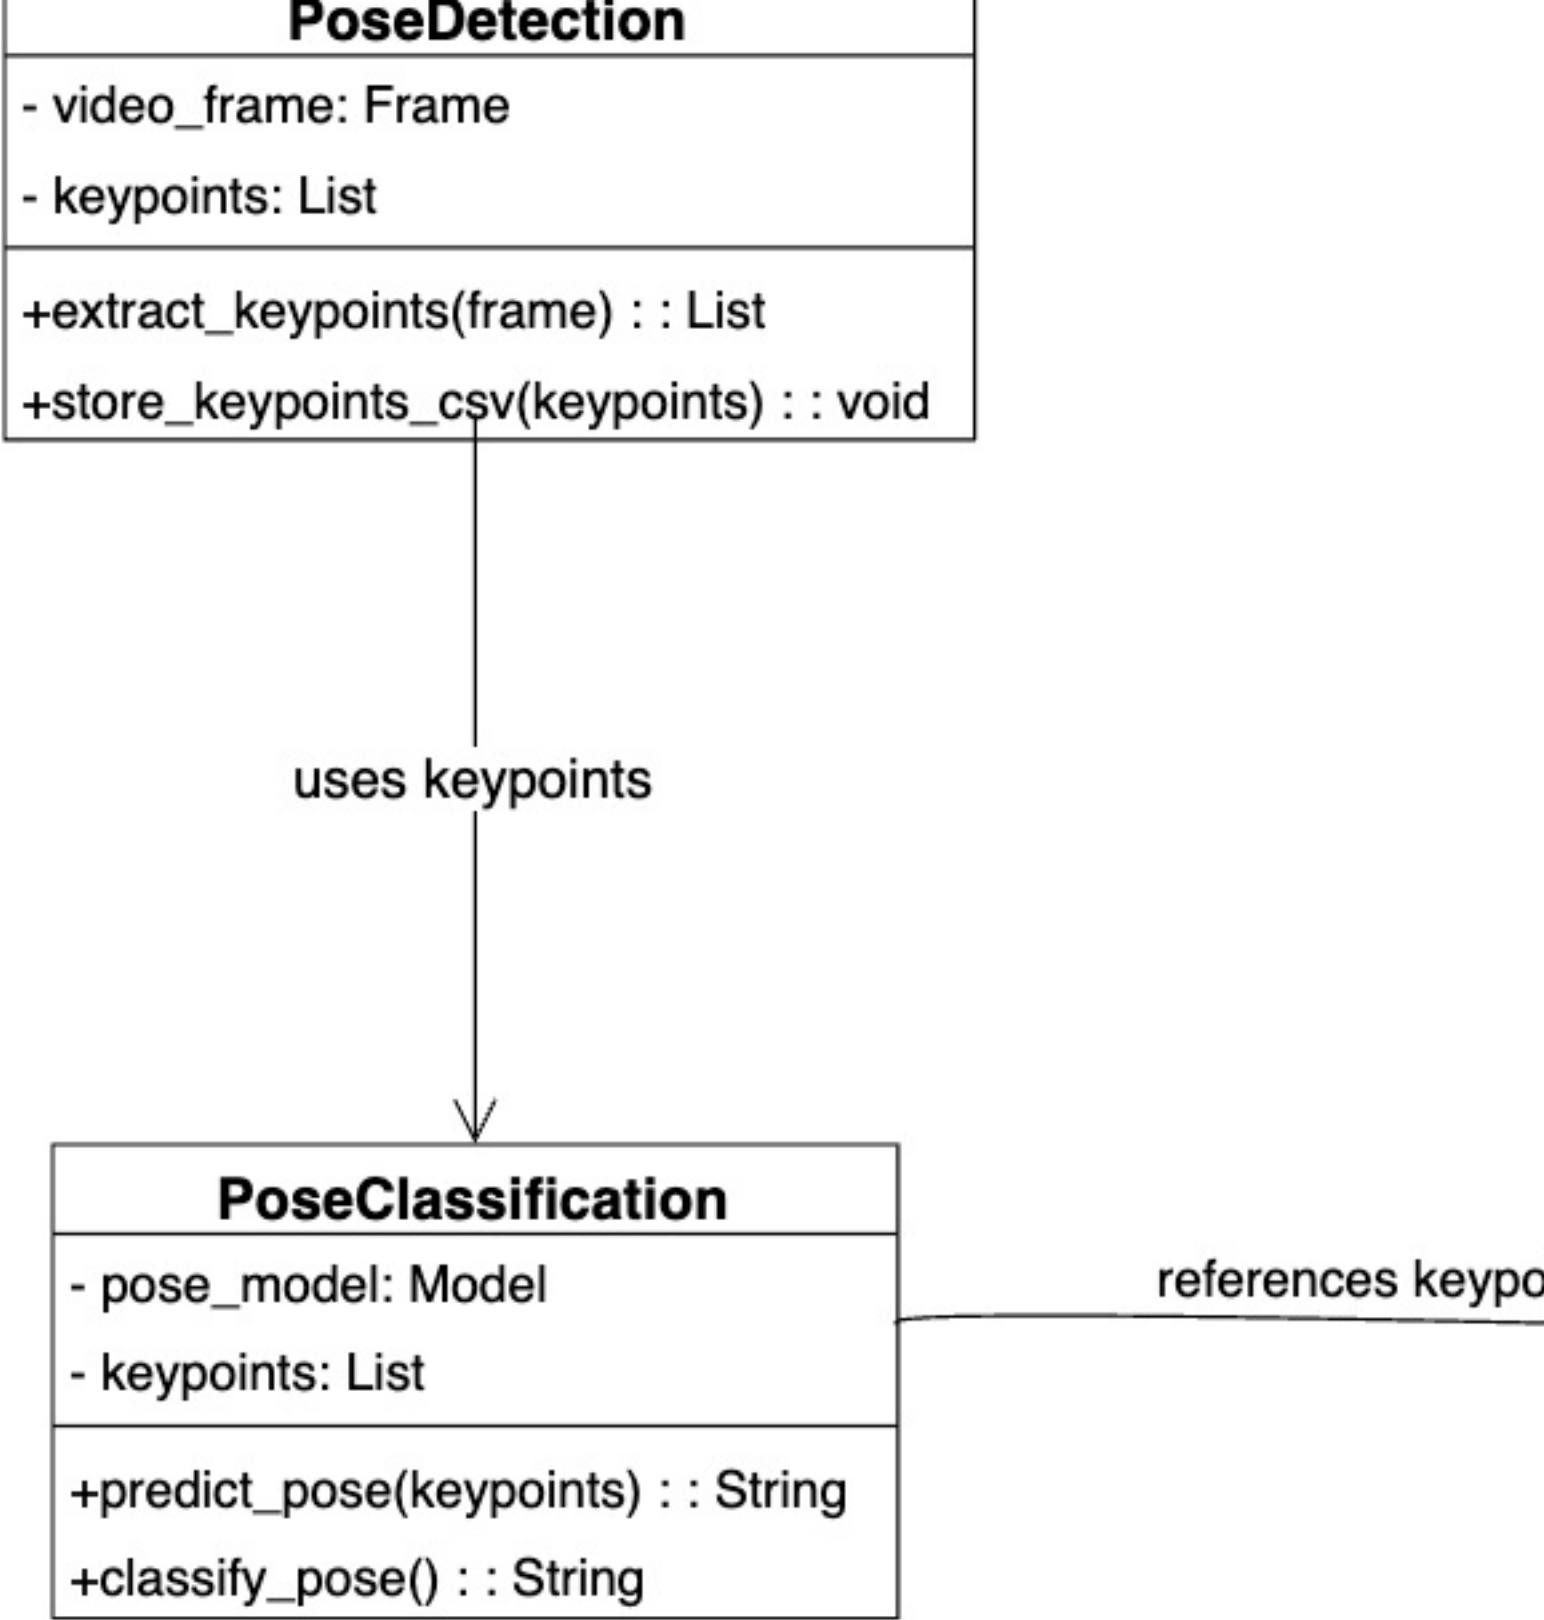 PoseDetection
- video_frame: Frame
- keypoints: List
+extract_keypoints(frame) : : List
+store_keypoints_csv(keypoints) : : void
uses keypoints
PoseClassification
- pose_model: Model
- keypoints: List
references
+predict_pose(keypoints) : : String
+classify_pose() : : String